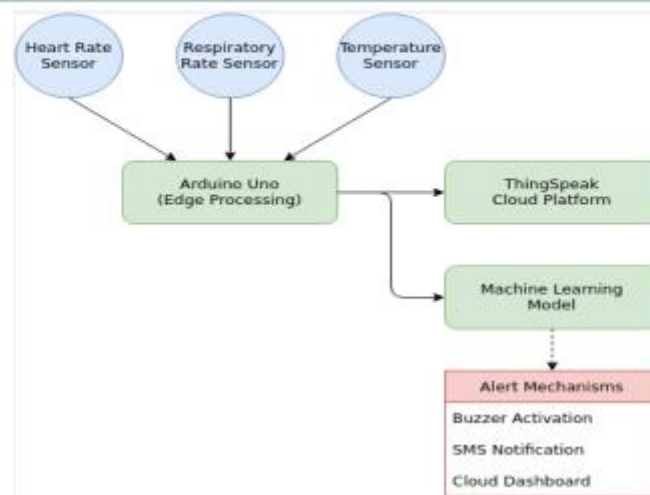 Heart Rate
Sensor
Respiratory
Rate Sensor
Temperature
Sensor
Arduino Uno
(Edge Processing)
ThingSpeak
Cloud Platform
Machine Learning
Model
Alert Mechanisms
Buzzer Activation
SMS Notification
Cloud Dashboard